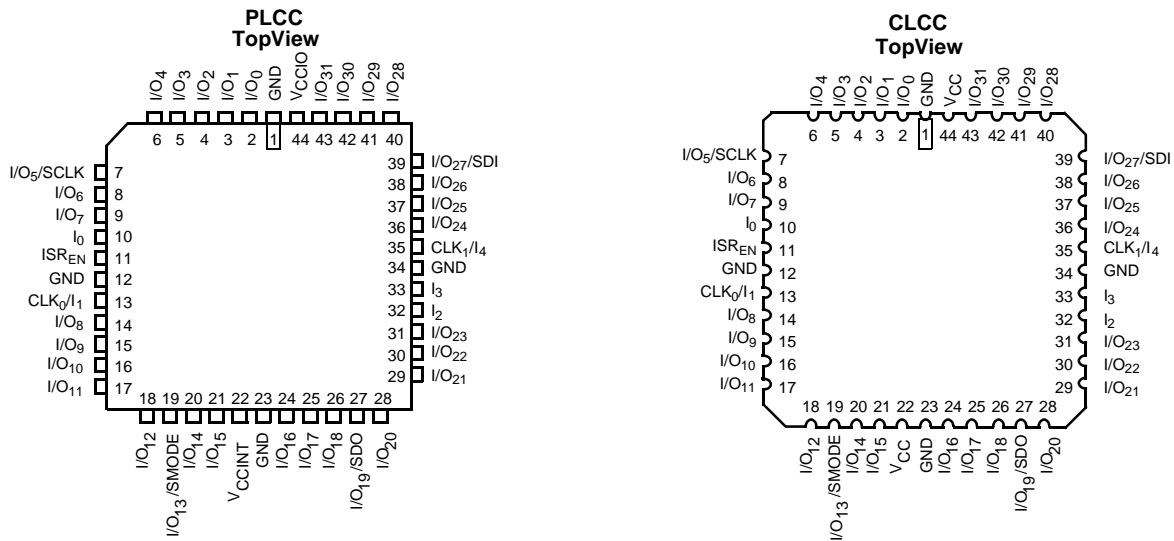 PLCC
TopView
I/O4
I/O3
I/O2
I/O1
I/O0
GND
VCCIO
I/O31
I/O30
I/O29
I/O28
6 5 4 3 2 1 44 43 42 41 40
I/O5/SCLK 7
I/O6 8
I/O7 9
I0 10
ISREN 11
GND 12
CLK0/I1 13
I/O8 14
I/O9 15
I/O10 16
I/O11 17
39 I/O27/SDI
38 I/O26
37 I/O25
36 I/O24
35 CLK1/I4
34 GND
33 I3
32 I2
31 I/O23
30 I/O22
29 I/O21
18 19 20 21 22 23 24 25 26 27 28
I/O12
I/O13/SMODE
I/O14
I/O15
VCCINT
GND
I/O16
I/O17
I/O18
I/O19/SDO
I/O20
CLCC
TopView
I/O4
I/O3
I/O2
I/O1
I/O0
GND
VCC
I/O31
I/O30
I/O29
I/O28
6 5 4 3 2 1 44 43 42 41 40
I/O5/SCLK 7
I/O6 8
I/O7 9
I0 10
ISREN 11
GND 12
CLK0/I1 13
I/O8 14
I/O9 15
I/O10 16
I/O11 17
39 I/O27/SDI
38 I/O26
37 I/O25
36 I/O24
35 CLK1/I4
34 GND
33 I3
32 I2
31 I/O23
30 I/O22
29 I/O21
18 19 20 21 22 23 24 25 26 27 28
I/O12
I/O13/SMODE
I/O14
I/O15
VCC
GND
I/O16
I/O17
I/O18
I/O19/SDO
I/O20